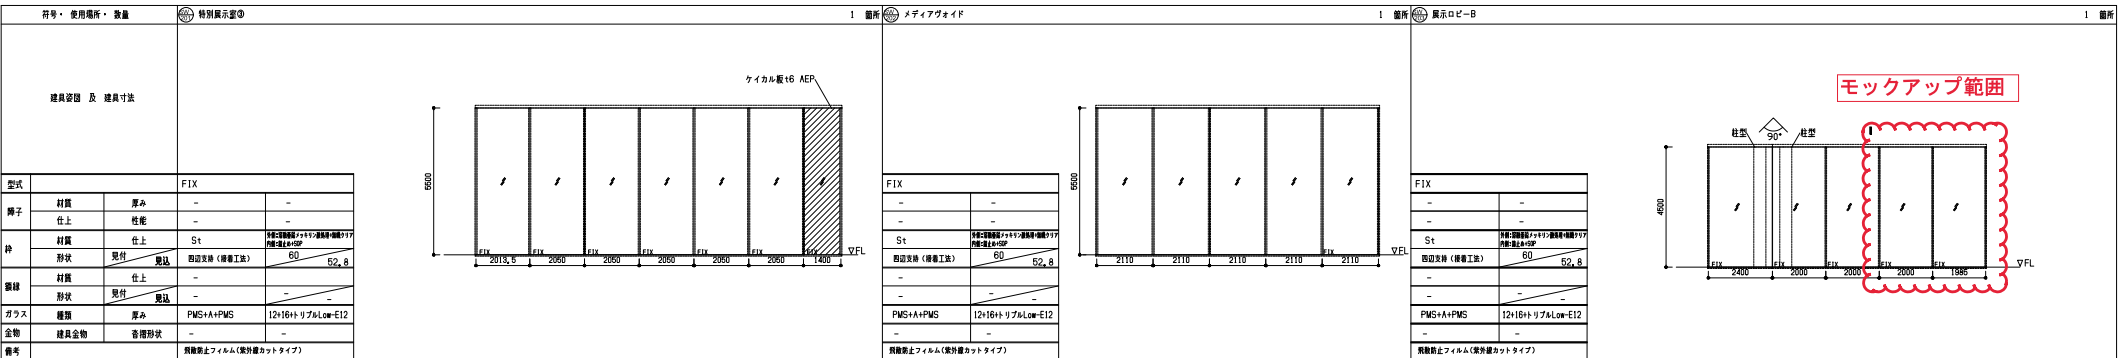 符号・ 使用場所・ 数量
特別展示室③
1 箇所
メディアヴォイド
1 箇所
展示ロビーB
1 箇所
建具姿図 及 建具寸法
ケイカル板t6 AEP
モックアップ範囲
柱型
90°
柱型
5500
5500
4500
FIX
FIX
FIX
FIX
FIX
FIX
FIX
FIX
FIX
FIX
FIX
▽FL
▽FL
▽FL
2013.5 2050 2050 2050 2050 2050 1400
2110 2110 2110 2110 2110
2400 2000 2000 2000 1985
型式 FIX
障子 材質 厚み - -
仕上 性能 - -
枠 材質 仕上 St
形状 見付 見込 四辺支持（接着工法） 60 52.8
額縁 材質 仕上 -
形状 見付 見込 - - -
ガラス 種類 厚み PMS+A+PMS 12+16+トリプルLow-E12
金物 建具金物 沓摺形状 - -
備考 飛散防止フィルム(紫外線カットタイプ)
FIX
- -
- -
St
四辺支持（接着工法） 60 52.8
-
- - -
PMS+A+PMS 12+16+トリプルLow-E12
- -
飛散防止フィルム(紫外線カットタイプ)
FIX
- -
- -
St
四辺支持（接着工法） 60 52.8
-
- - -
PMS+A+PMS 12+16+トリプルLow-E12
- -
飛散防止フィルム(紫外線カットタイプ)